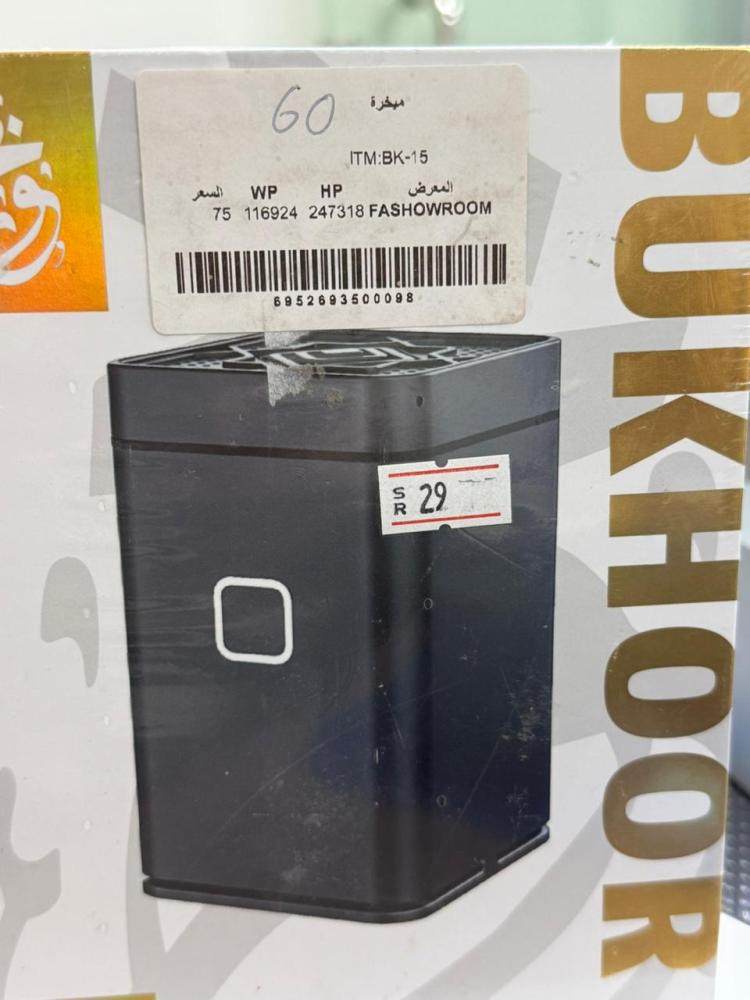 60 مبخرة
ITM:BK-15
السعر WP HP المعرض
75 116924 247318 FASHOWROOM
6952693500098
SR 29
BUKHOOR